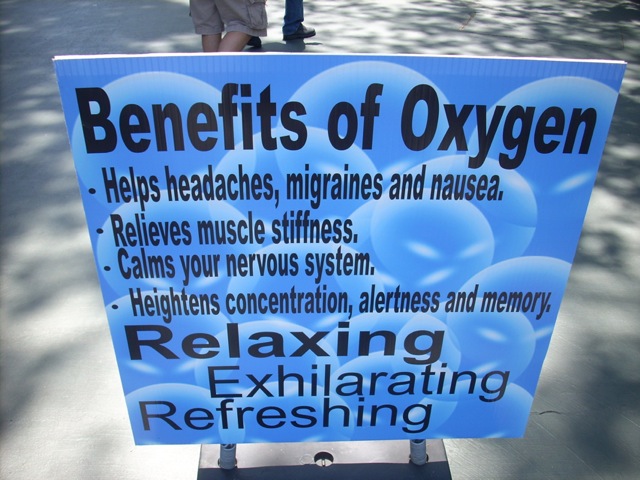 Benefits of Oxygen
• Helps headaches, migraines and nausea.
• Relieves muscle stiffness.
• Calms your nervous system.
• Heightens concentration, alertness and memory.
Relaxing
Exhilarating
Refreshing